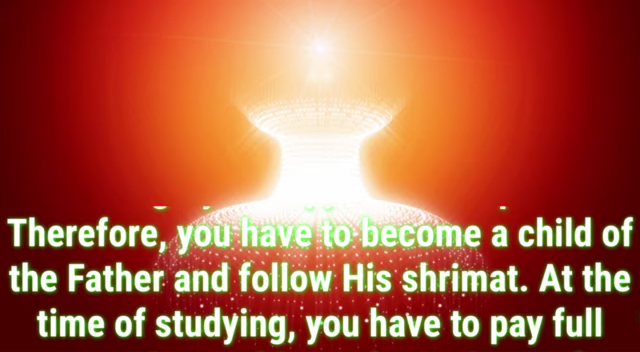 Therefore, you have to become a child of
the Father and follow His shrimat. At the
time of studying, you have to pay full